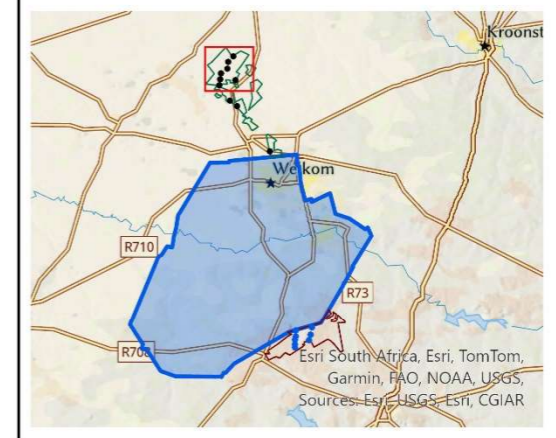 Kroonst
Welkom
R710
R73
R708
Esri South Africa, Esri, TomTom,
Garmin, FAO, NOAA, USGS,
Sources: Esri, USGS, Esri, CGIAR